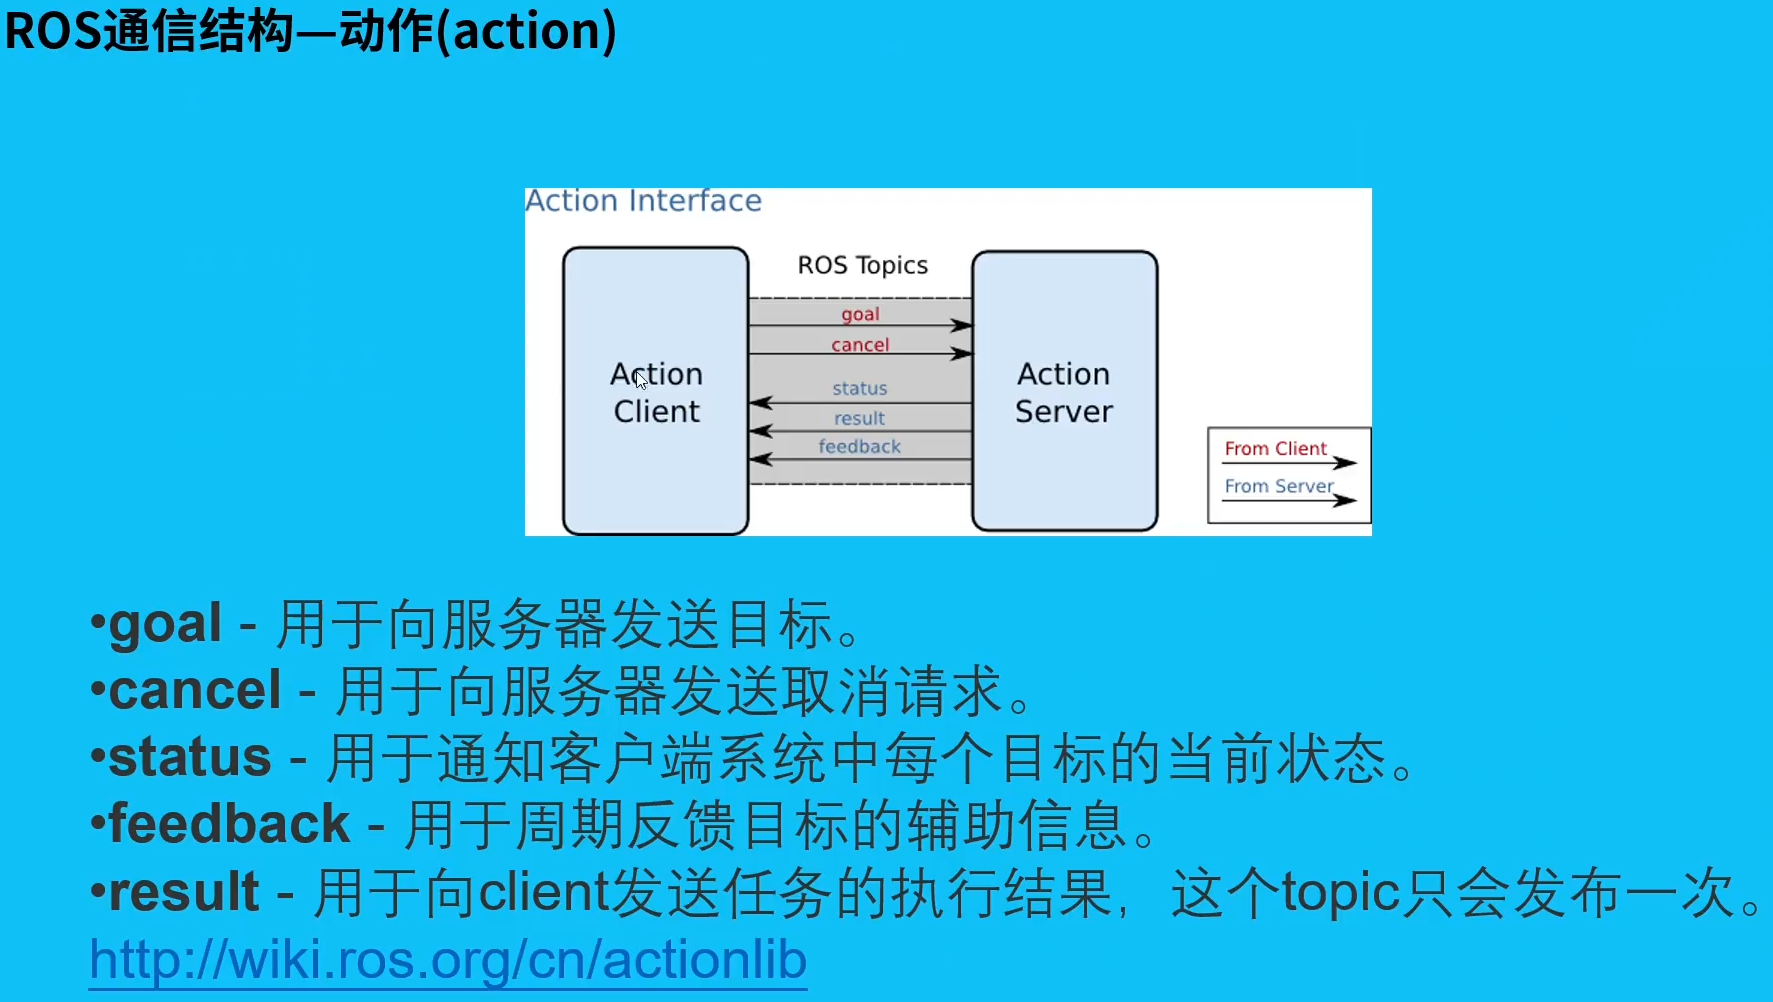 ROS通信结构—动作(action)
Action Interface
ROS Topics
goal
cancel
status
result
feedback
Action
Client
Action
Server
From Client
From Server
•goal - 用于向服务器发送目标。
•cancel - 用于向服务器发送取消请求。
•status - 用于通知客户端系统中每个目标的当前状态。
•feedback - 用于周期反馈目标的辅助信息。
•result - 用于向client发送任务的执行结果，这个topic只会发布一次。
http://wiki.ros.org/cn/actionlib